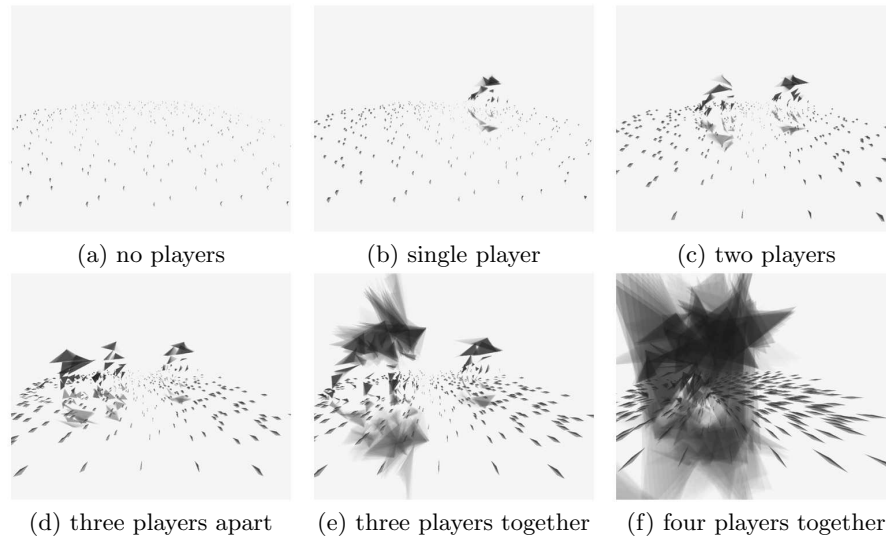 (a) no players
(b) single player
(c) two players
(d) three players apart
(e) three players together
(f) four players together